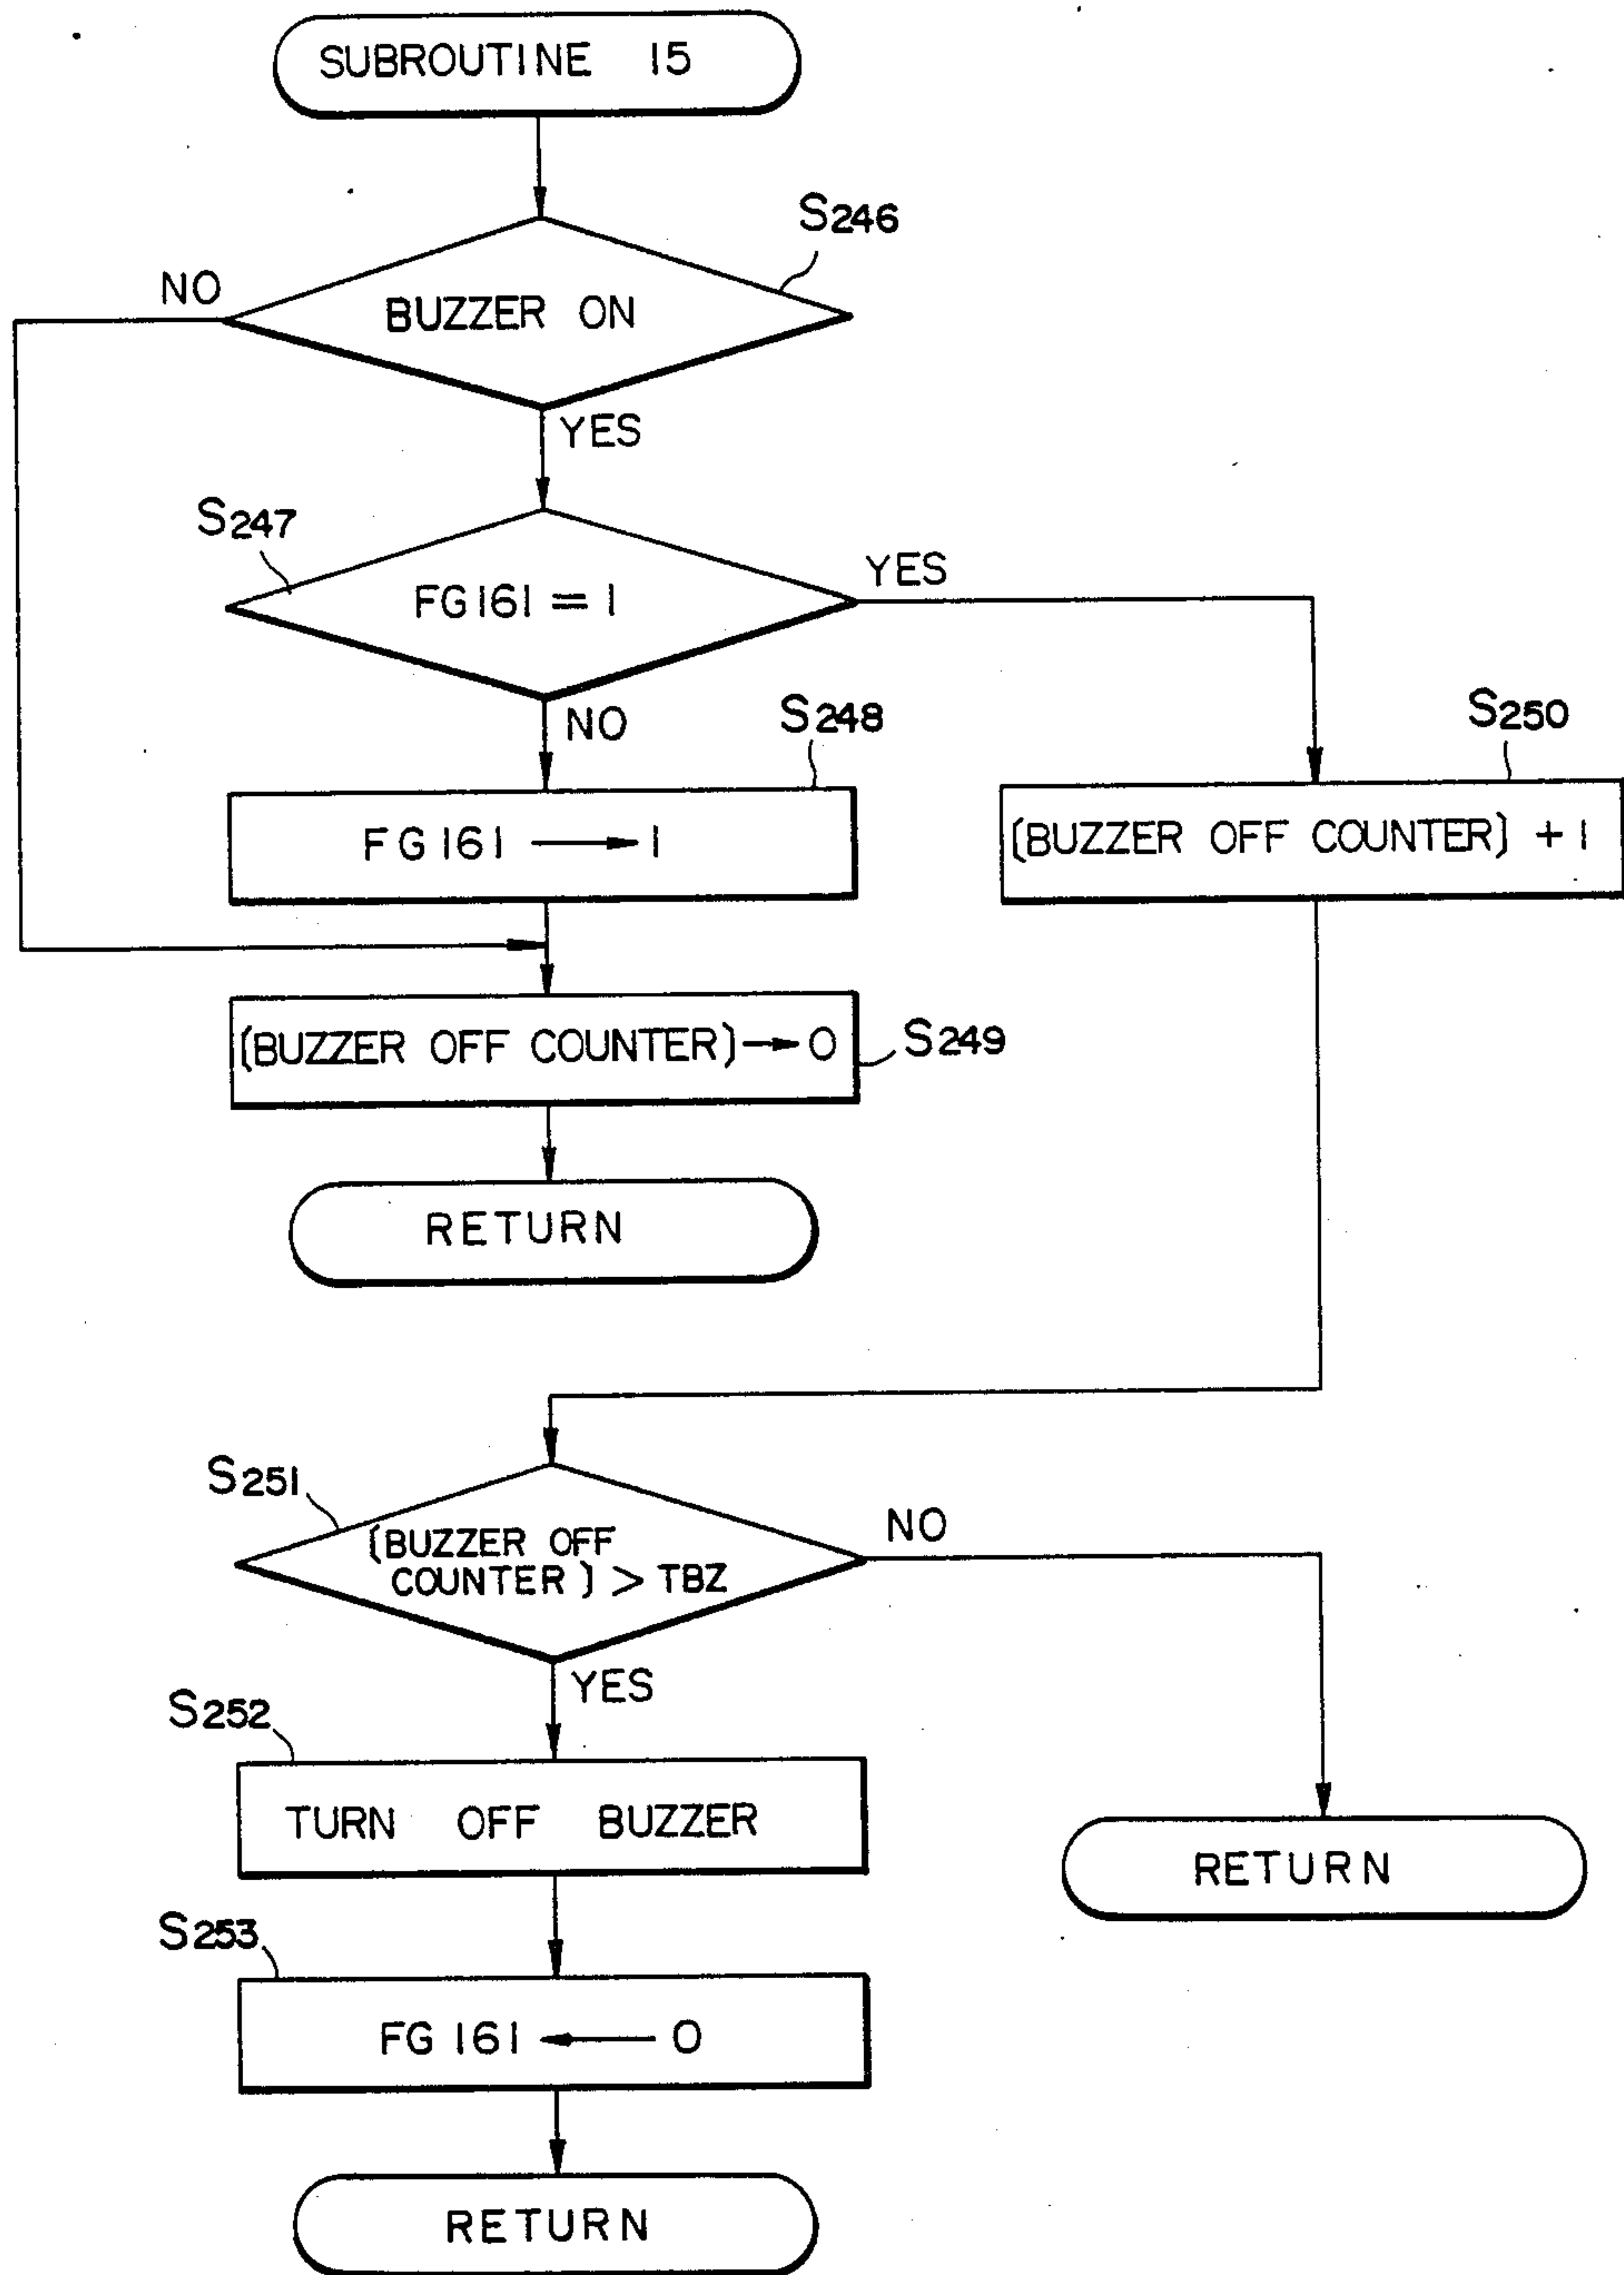 SUBROUTINE 15
S246
NO
BUZZER ON
YES
S247
YES
FG161 = 1
NO
S248
S250
FG161 → 1
(BUZZER OFF COUNTER) + 1
(BUZZER OFF COUNTER) → 0
S249
RETURN
S251
NO
(BUZZER OFF
COUNTER) > TBZ
YES
S252
TURN OFF BUZZER
RETURN
S253
FG161 ← 0
RETURN